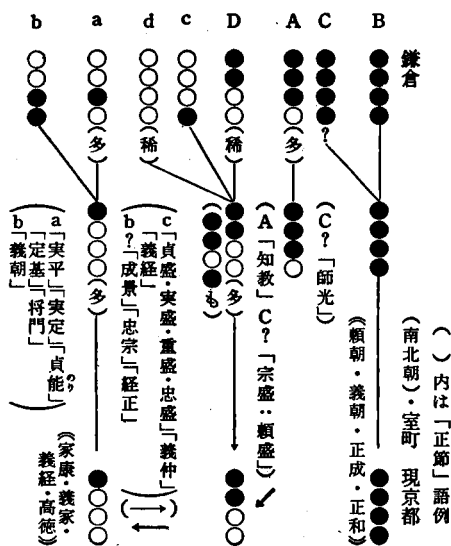 （　）内は「正節」語例
鎌倉
（南北朝）・室町　現京都
B ●●●● ●●●● ●●●●
《頼朝・義朝・正成・正和》
C ●●●●?
（C?「師光」）
A ●●●○（多） ●●●○
（A「知教」C?「宗盛‥頼盛」）
D ●●○○（稀） ●●○○（多） ●●○○
（●●○●も）
c ○○○●
d ○○○○（稀）
（c「貞盛・実盛・重盛・忠盛」「義仲」
「義経」
b?「成景」「忠宗」「経正」）
a ○○●○（多） ●○○○（多） ●○○○
《家康・義家・
義経・高徳》
b ○○●●
（a「実平」「実定」「貞能」
のり
「定基」「将門」
b「義朝」）